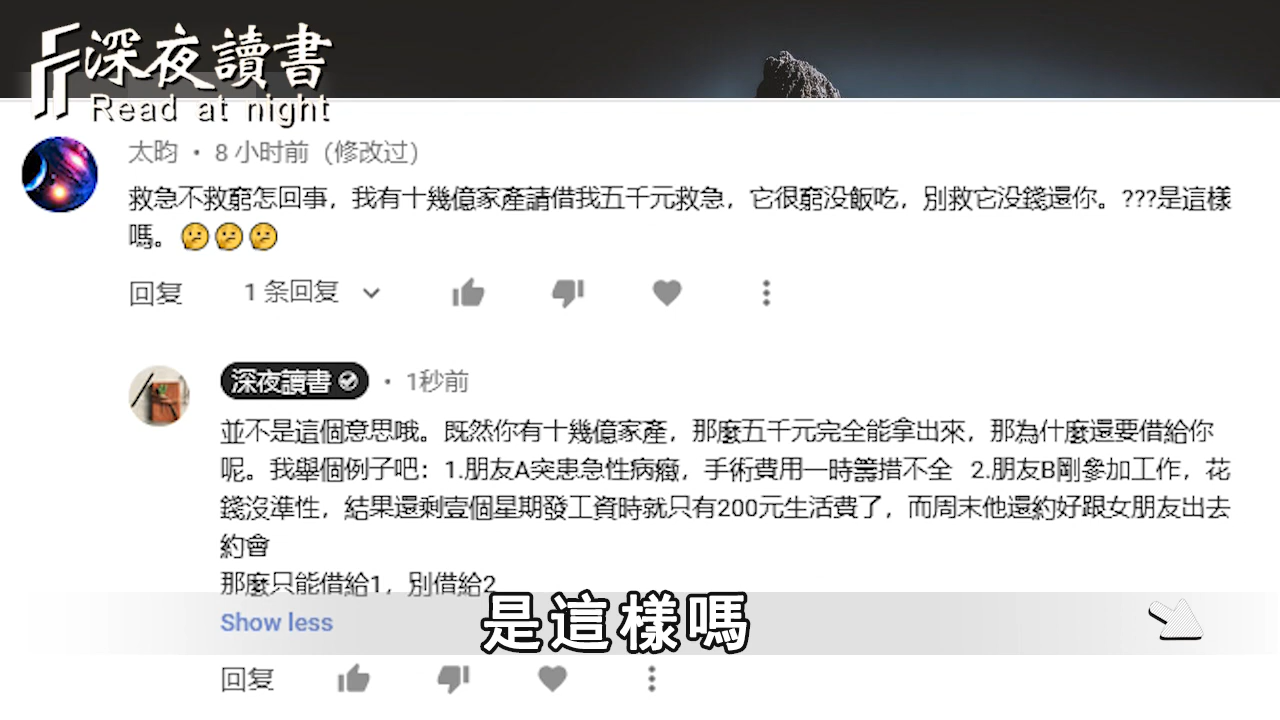 深夜讀書
Read at night
太昀 · 8 小时前（修改过）
救急不救窮怎回事，我有十幾億家產請借我五千元救急，它很窮没飯吃，別救它没錢還你。???是這樣
嗎。🫤🫤🫤
回复 1 条回复
深夜讀書 · 1秒前
並不是這個意思哦。既然你有十幾億家產，那麼五千元完全能拿出來，那為什麼還要借給你
呢。我舉個例子吧：1.朋友A突患急性病癥，手術費用一時籌措不全 2.朋友B剛參加工作，花
錢沒準性，結果還剩壹個星期發工資時就只有200元生活費了，而周末他還約好跟女朋友出去
約會
那麼只能借給1，別借給2
Show less
是這樣嗎
回复